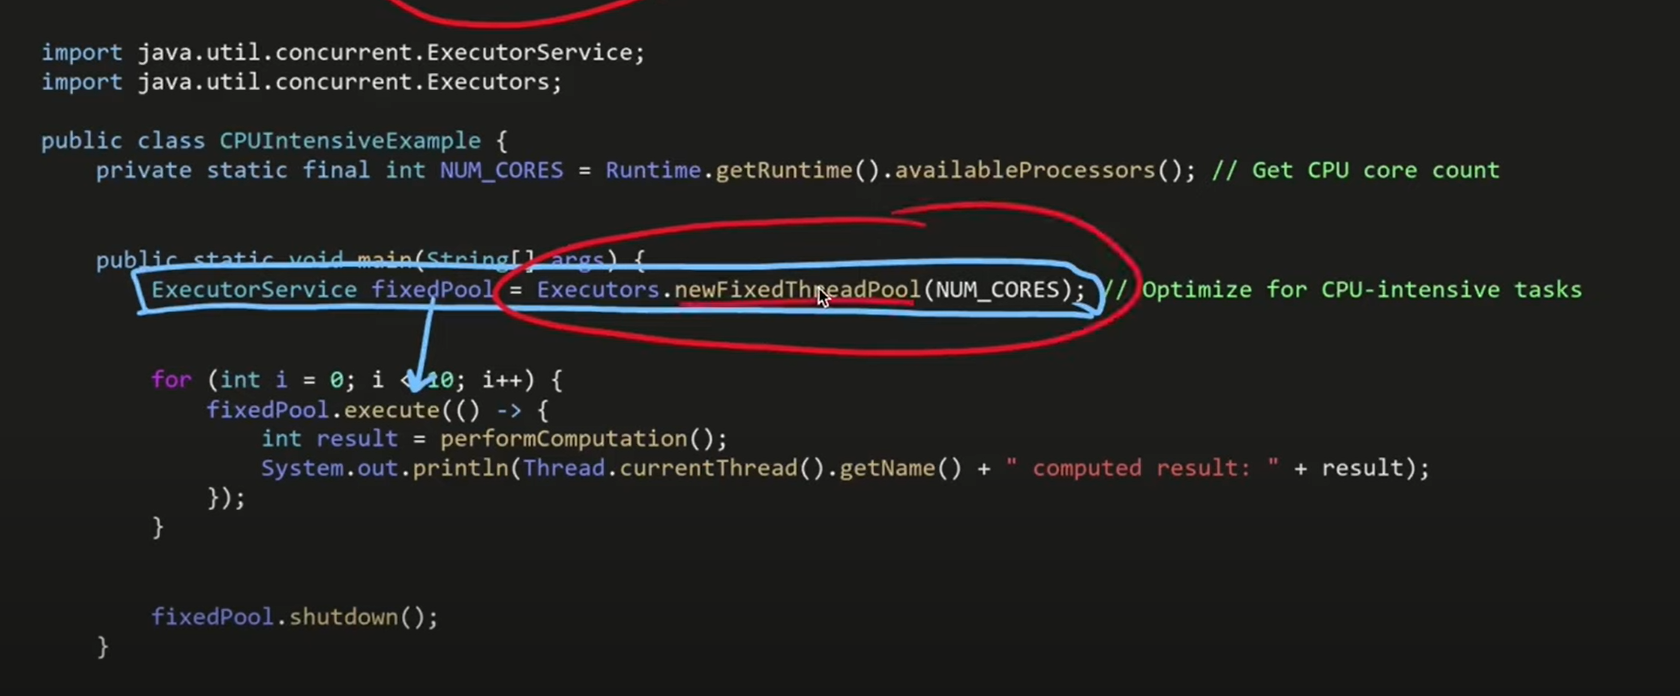 import java.util.concurrent.ExecutorService;
import java.util.concurrent.Executors;
public class CPUIntensiveExample {
private static final int NUM_CORES = Runtime.getRuntime().availableProcessors(); // Get CPU core count
public static void main(String[] args) {
ExecutorService fixedPool = Executors.newFixedThreadPool(NUM_CORES); // Optimize for CPU-intensive tasks
for (int i = 0; i < 10; i++) {
fixedPool.execute(() -> {
int result = performComputation();
System.out.println(Thread.currentThread().getName() + " computed result: " + result);
});
}
fixedPool.shutdown();
}